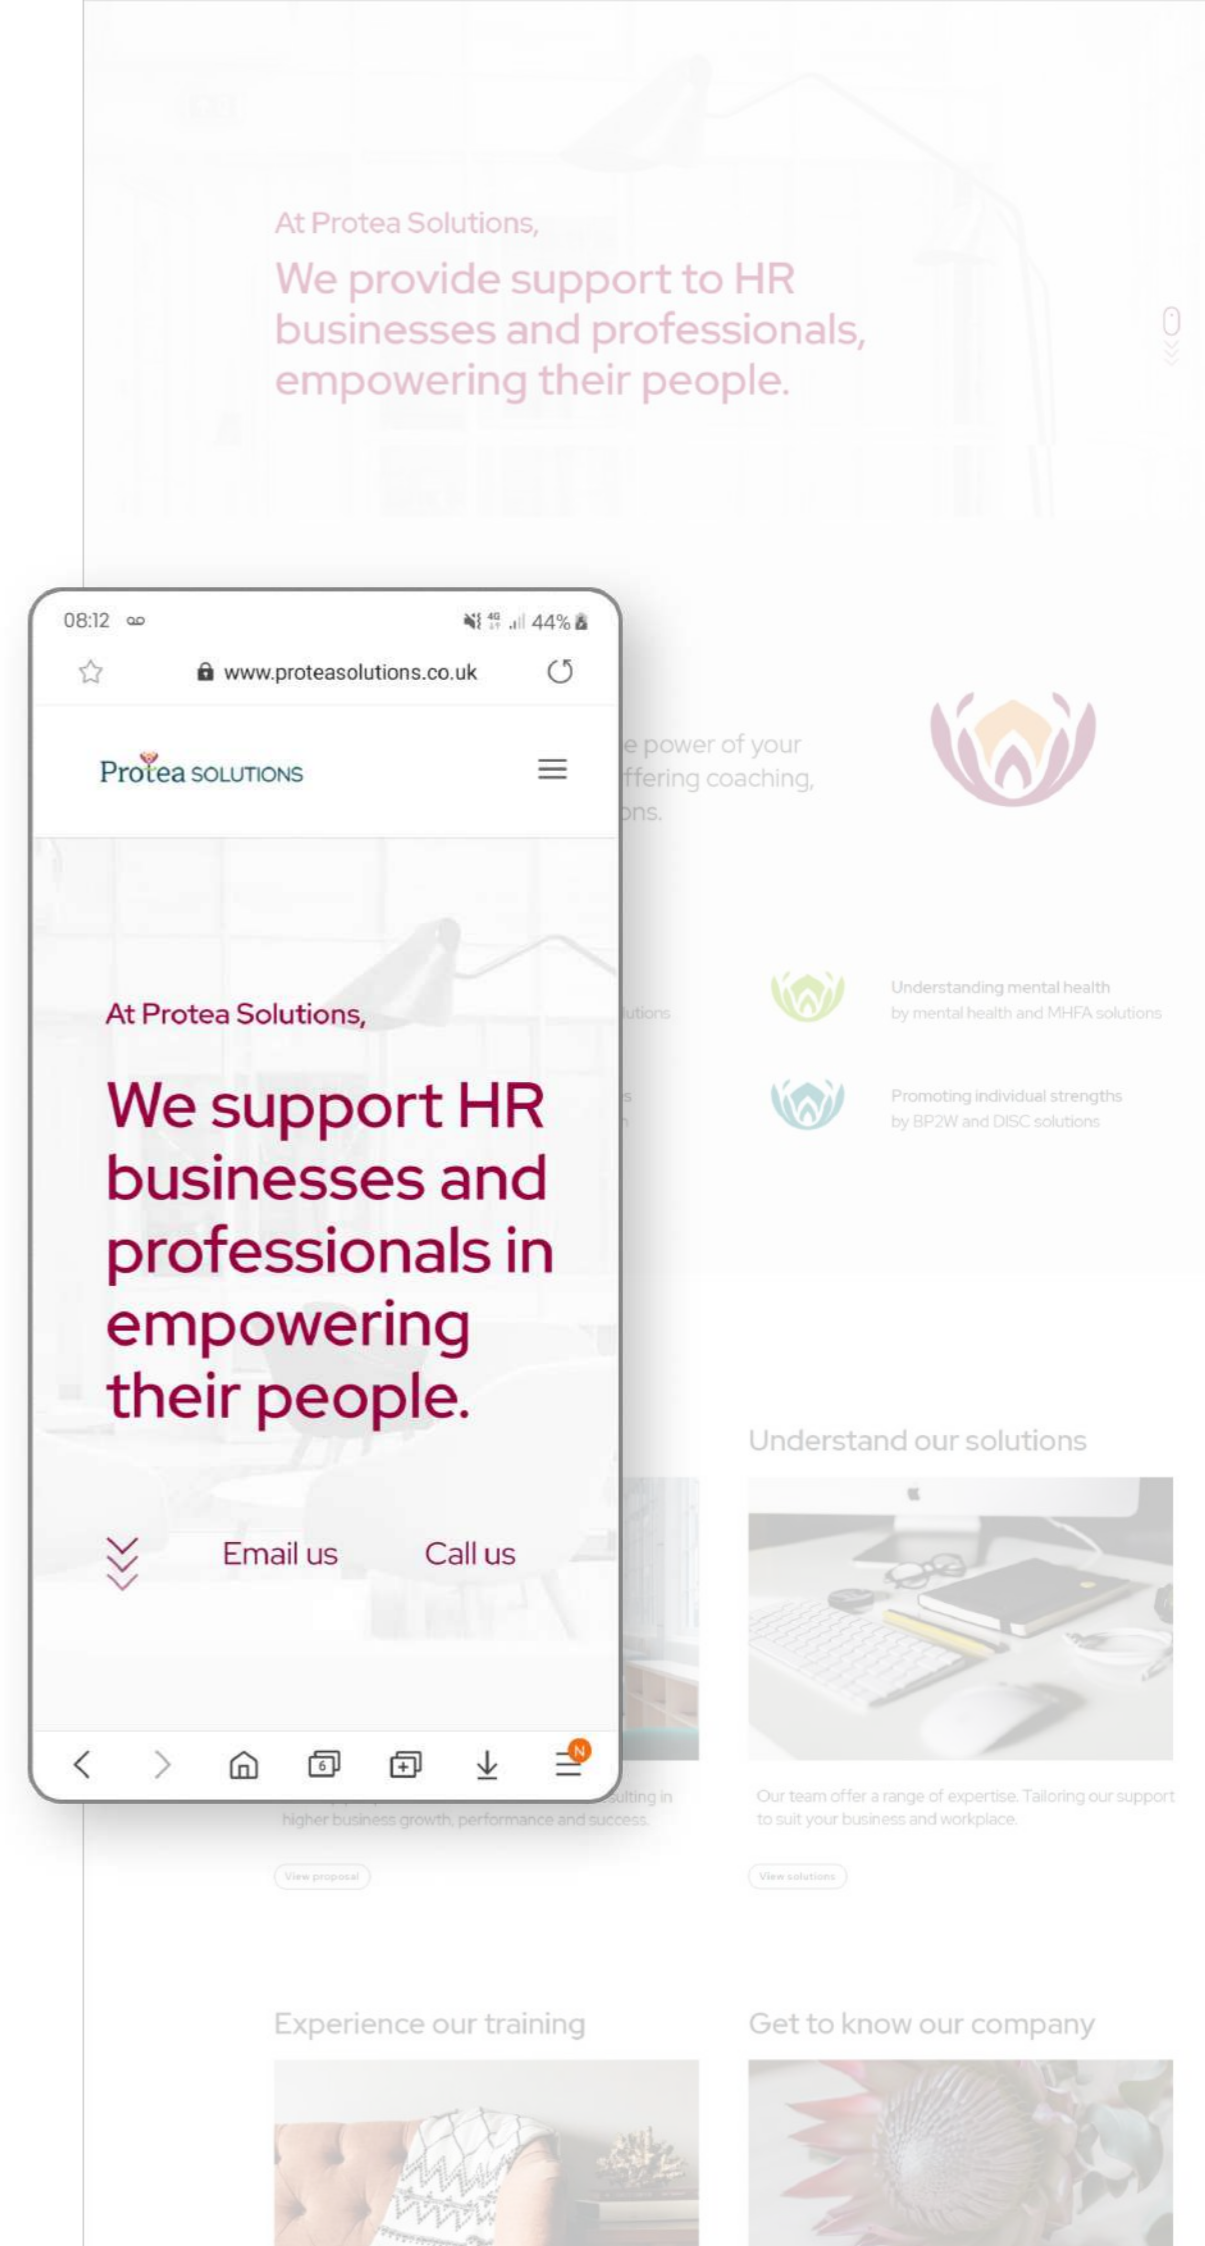 At Protea Solutions,
We provide support to HR
businesses and professionals,
empowering their people.
08:12
4G
44%
www.proteasolutions.co.uk
Protea SOLUTIONS
At Protea Solutions,
We support HR
businesses and
professionals in
empowering
their people.
Email us
Call us
6
N
e power of your
ffering coaching,
ons.
lutions
Understanding mental health
by mental health and MHFA solutions
s
n
Promoting individual strengths
by BP2W and DISC solutions
Understand our solutions
sulting in
higher business growth, performance and success.
View proposal
Our team offer a range of expertise. Tailoring our support
to suit your business and workplace.
View solutions
Experience our training
Get to know our company